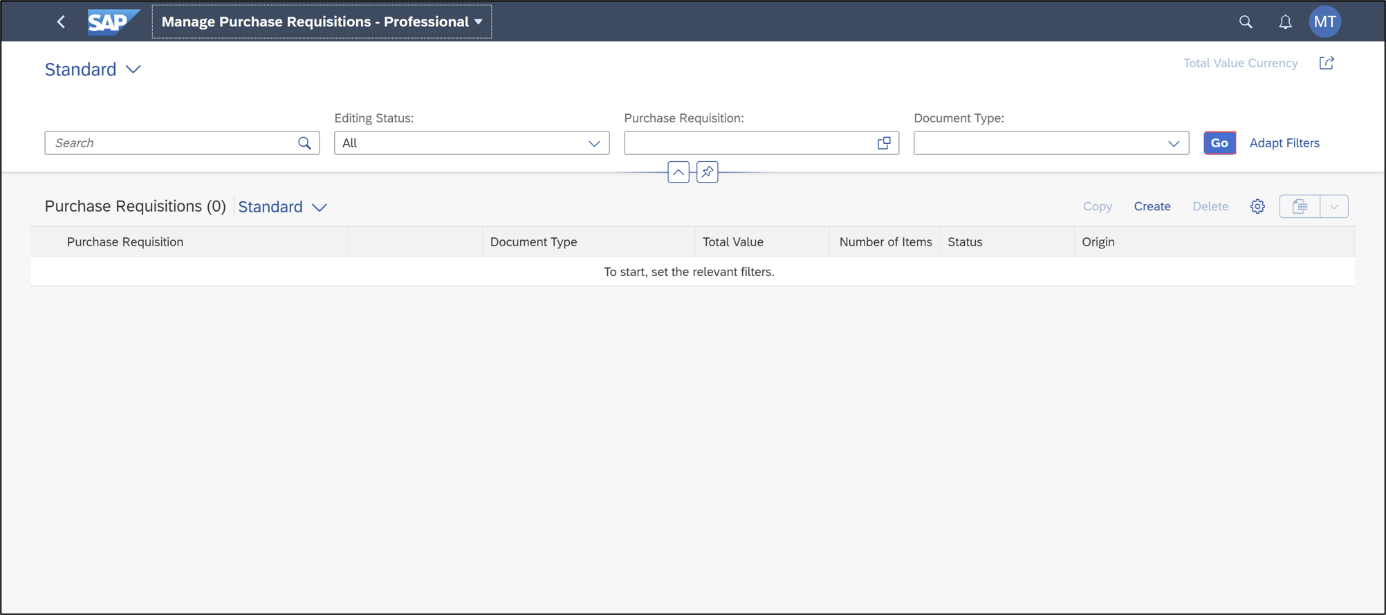 SAP Manage Purchase Requisitions - Professional MT
Standard Total Value Currency
Editing Status: Purchase Requisition: Document Type:
Search All Go Adapt Filters
Purchase Requisitions (0) Standard Copy Create Delete
Purchase Requisition Document Type Total Value Number of Items Status Origin
To start, set the relevant filters.